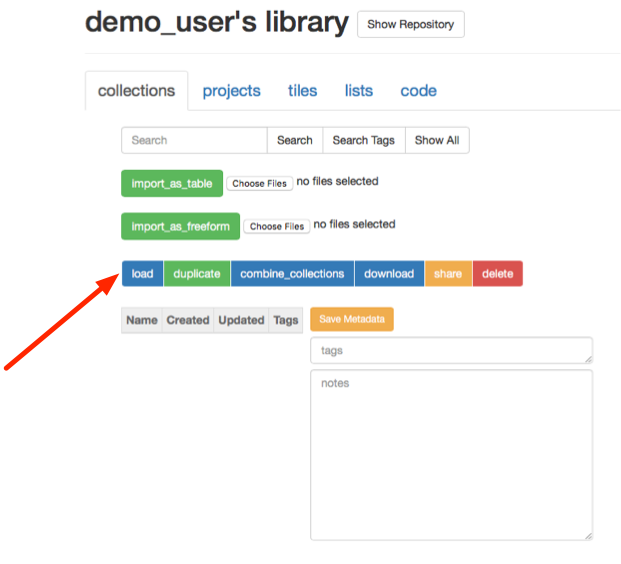 demo_user's library Show Repository
collections projects tiles lists code
Search Search Search Tags Show All
import_as_table Choose Files no files selected
import_as_freeform Choose Files no files selected
load duplicate combine_collections download share delete
Name Created Updated Tags Save Metadata
tags
notes